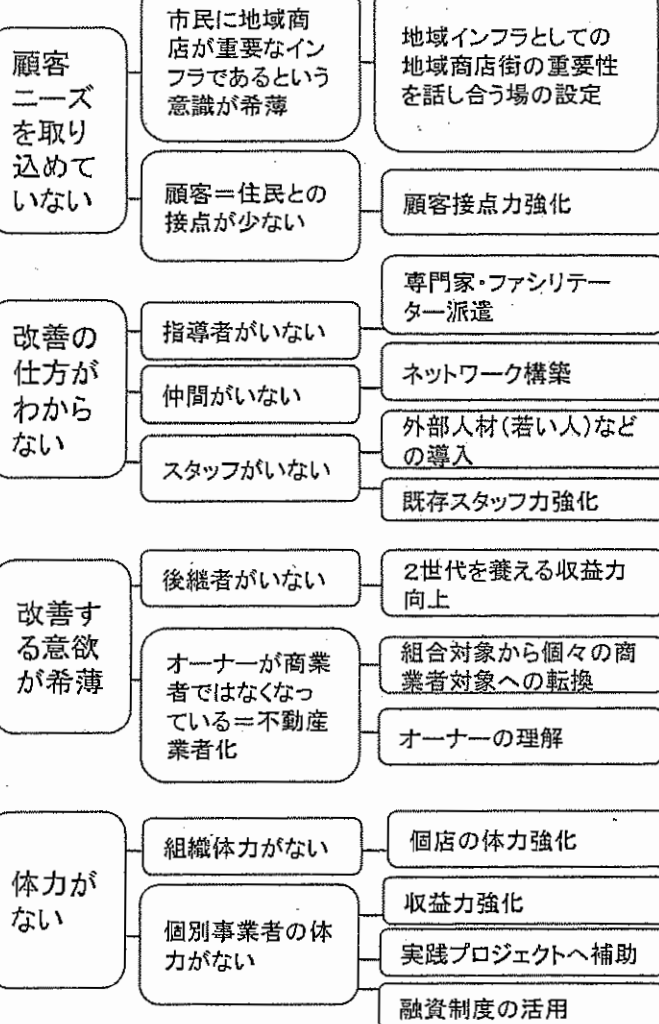 顧客
ニーズ
を取り
込めて
いない
市民に地域商
店が重要なイン
フラであるという
意識が希薄
地域インフラとしての
地域商店街の重要性
を話し合う場の設定
顧客＝住民との
接点が少ない
顧客接点力強化
改善の
仕方が
わから
ない
指導者がいない
専門家・ファシリテー
ター派遣
仲間がいない
ネットワーク構築
スタッフがいない
外部人材(若い人)など
の導入
既存スタッフ力強化
改善す
る意欲
が希薄
後継者がいない
2世代を養える収益力
向上
オーナーが商業
者ではなくなっ
ている＝不動産
業者化
組合対象から個々の商
業者対象への転換
オーナーの理解
体力が
ない
組織体力がない
個店の体力強化
個別事業者の体
力がない
収益力強化
実践プロジェクトへ補助
融資制度の活用